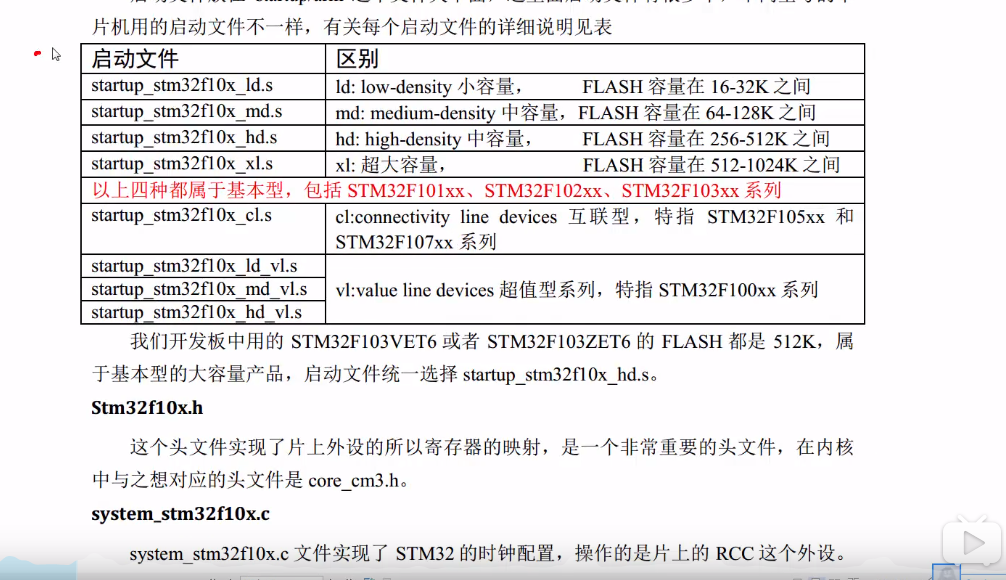 片机用的启动文件不一样，有关每个启动文件的详细说明见表
启动文件 区别
startup_stm32f10x_ld.s ld: low-density 小容量， FLASH 容量在 16-32K 之间
startup_stm32f10x_md.s md: medium-density 中容量，FLASH 容量在 64-128K 之间
startup_stm32f10x_hd.s hd: high-density 中容量， FLASH 容量在 256-512K 之间
startup_stm32f10x_xl.s xl: 超大容量， FLASH 容量在 512-1024K 之间
以上四种都属于基本型，包括 STM32F101xx、STM32F102xx、STM32F103xx 系列
startup_stm32f10x_cl.s cl:connectivity line devices 互联型，特指 STM32F105xx 和
STM32F107xx 系列
startup_stm32f10x_ld_vl.s
startup_stm32f10x_md_vl.s vl:value line devices 超值型系列，特指 STM32F100xx 系列
startup_stm32f10x_hd_vl.s
我们开发板中用的 STM32F103VET6 或者 STM32F103ZET6 的 FLASH 都是 512K，属
于基本型的大容量产品，启动文件统一选择 startup_stm32f10x_hd.s。
Stm32f10x.h
这个头文件实现了片上外设的所以寄存器的映射，是一个非常重要的头文件，在内核
中与之想对应的头文件是 core_cm3.h。
system_stm32f10x.c
system_stm32f10x.c 文件实现了 STM32 的时钟配置，操作的是片上的 RCC 这个外设。